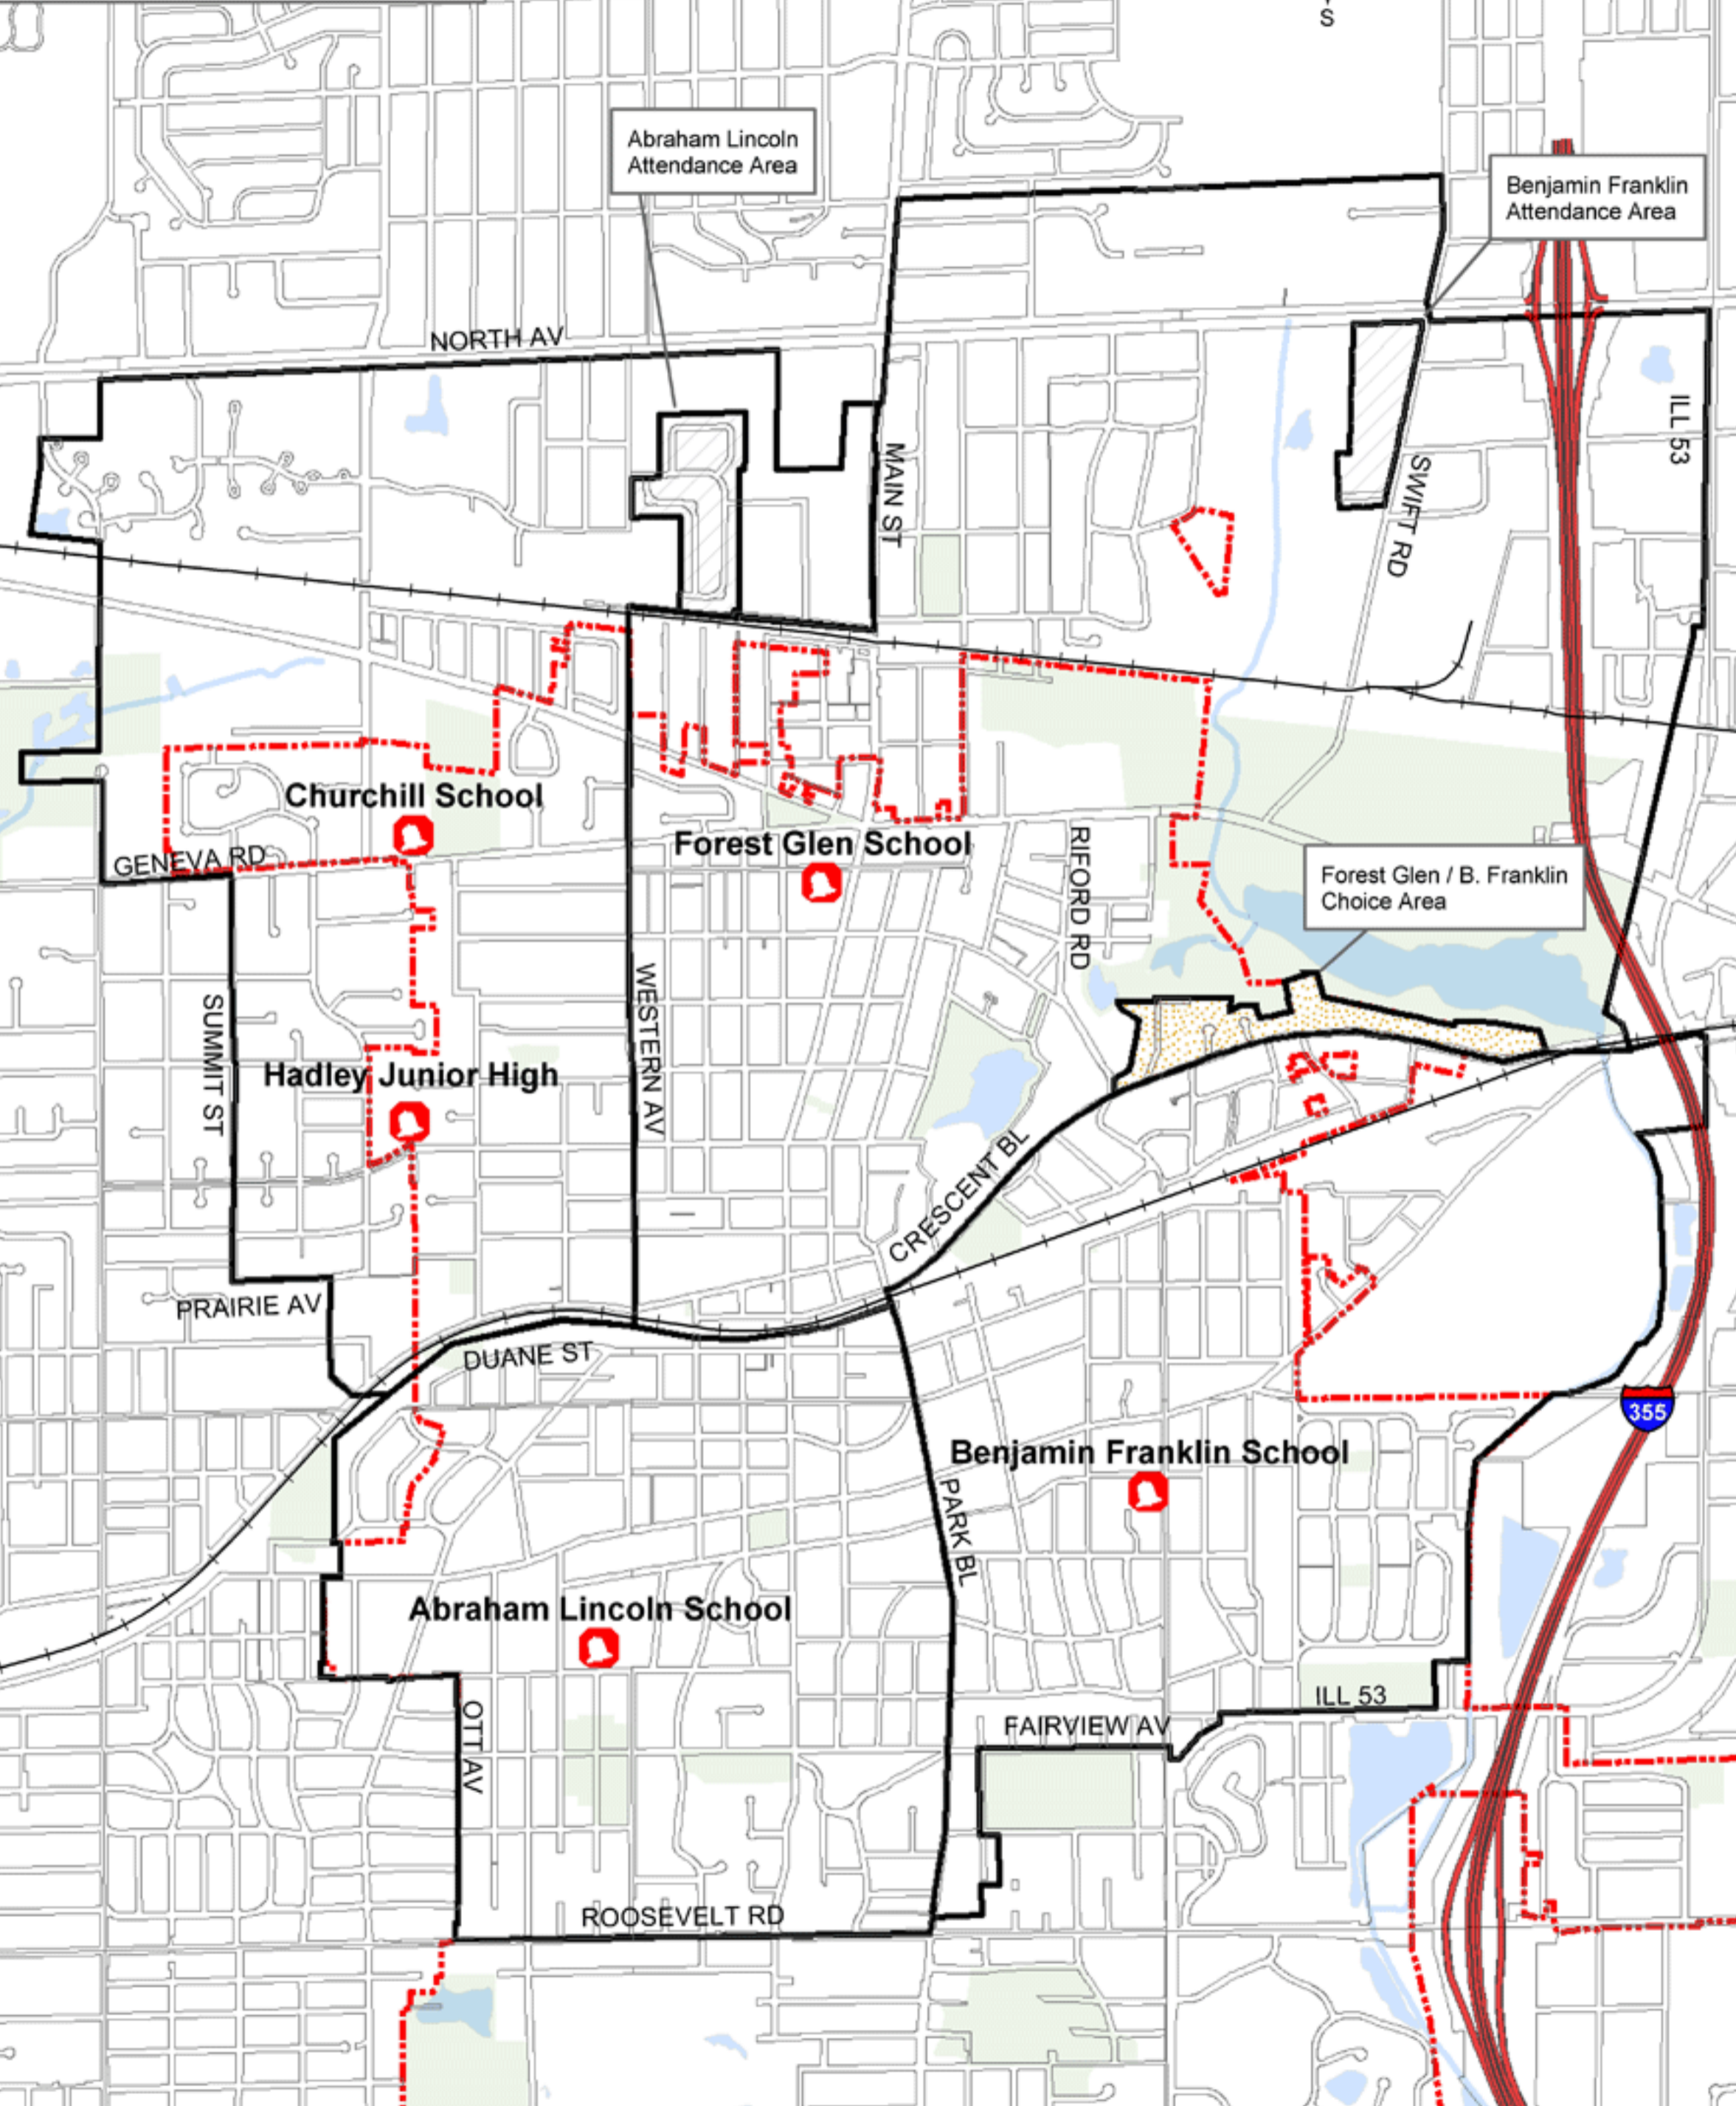 S
Abraham Lincoln
Attendance Area
Benjamin Franklin
Attendance Area
NORTH AV
ILL 53
MAIN ST
SWIFT RD
Churchill School
Forest Glen School
GENEVA RD
RIFORD RD
Forest Glen / B. Franklin
Choice Area
SUMMIT ST
WESTERN AV
Hadley Junior High
CRESCENT BL
PRAIRIE AV
DUANE ST
355
Benjamin Franklin School
PARK BL
Abraham Lincoln School
ILL 53
OTT AV
FAIRVIEW AV
ROOSEVELT RD